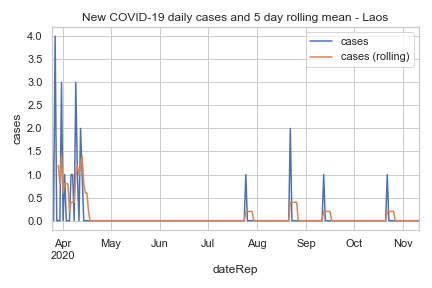 New COVID-19 daily cases and 5 day rolling mean - Laos
cases
cases (rolling)
cases
4.0
3.5
3.0
2.5
2.0
1.5
1.0
0.5
0.0
Apr May Jun Jul Aug Sep Oct Nov
2020
dateRep